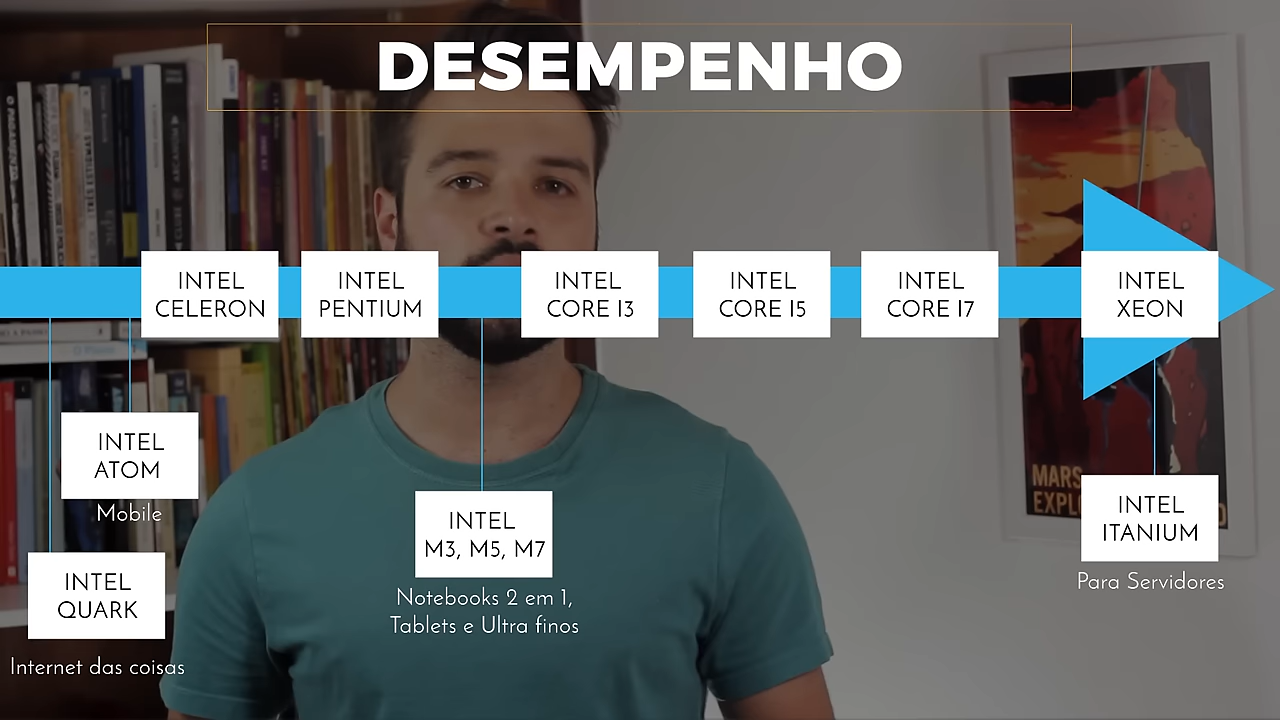 DESEMPENHO
INTEL
CELERON
INTEL
PENTIUM
INTEL
CORE I3
INTEL
CORE I5
INTEL
CORE I7
INTEL
XEON
INTEL
ATOM
Mobile
INTEL
QUARK
Internet das coisas
INTEL
M3, M5, M7
Notebooks 2 em 1,
Tablets e Ultra finos
INTEL
ITANIUM
Para Servidores
MARS
EXPL